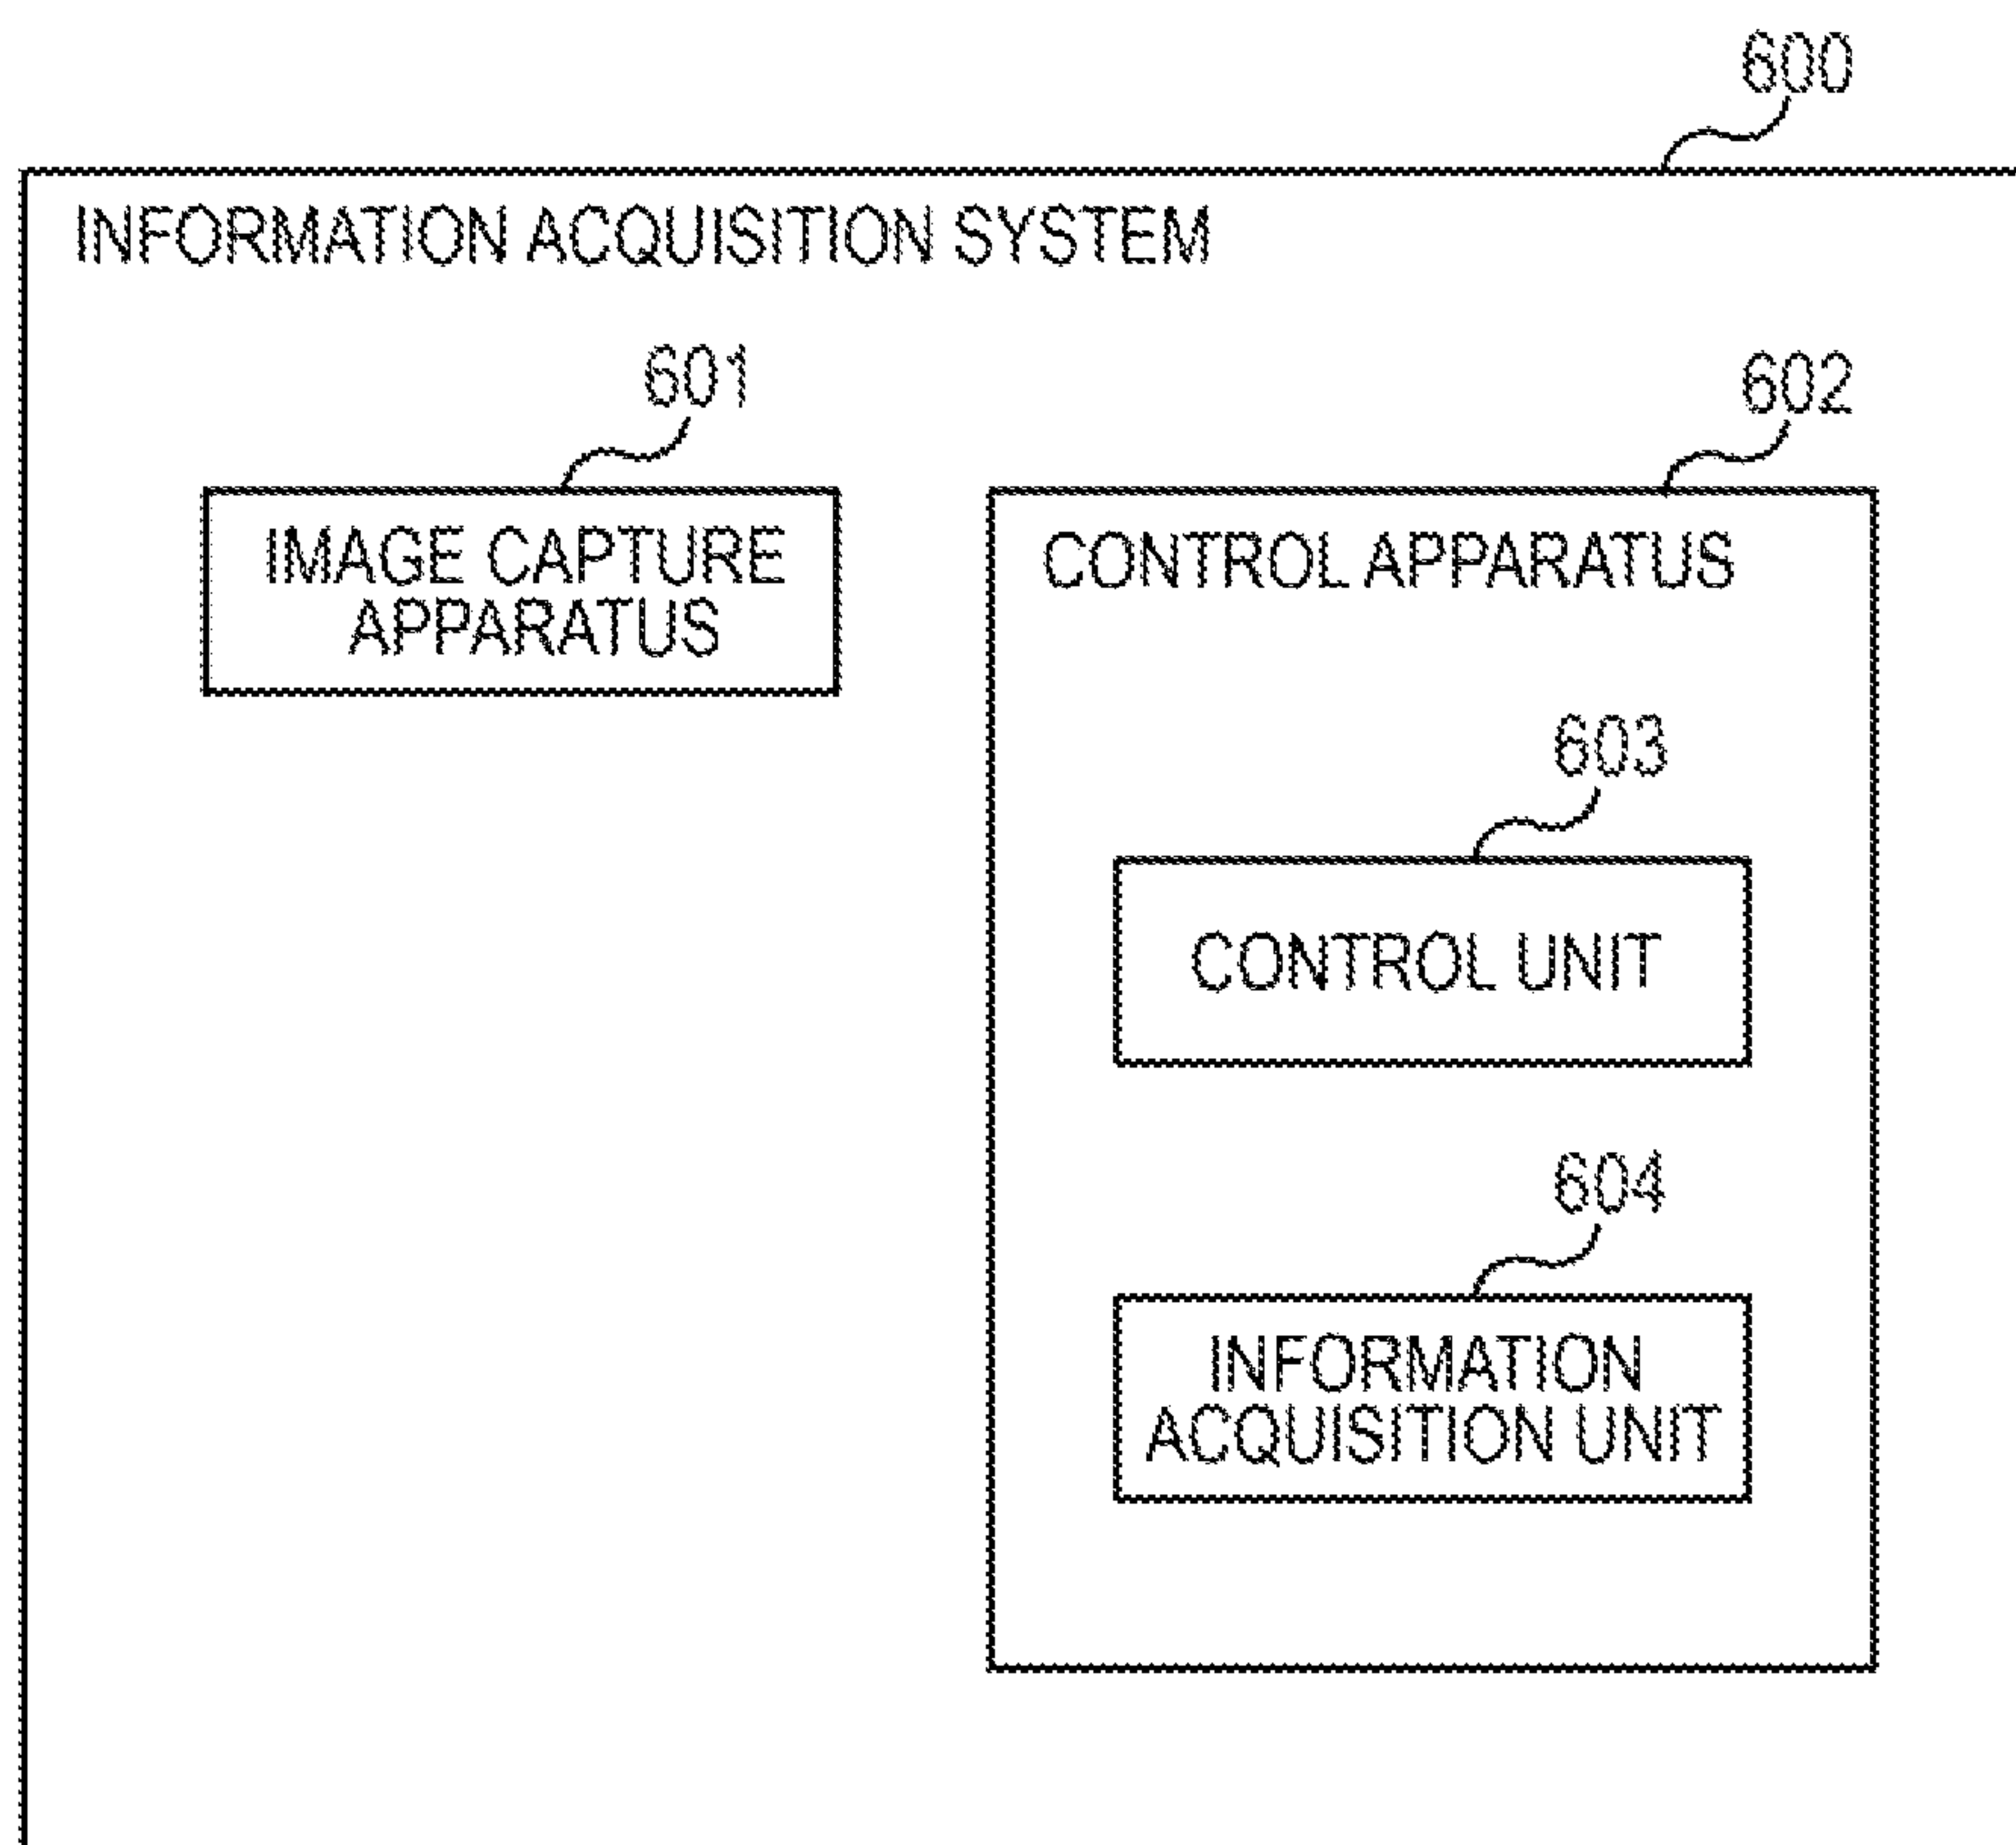 600
INFORMATION ACQUISITION SYSTEM
601
602
IMAGE CAPTURE
APPARATUS
CONTROL APPARATUS
603
CONTROL UNIT
604
INFORMATION
ACQUISITION UNIT